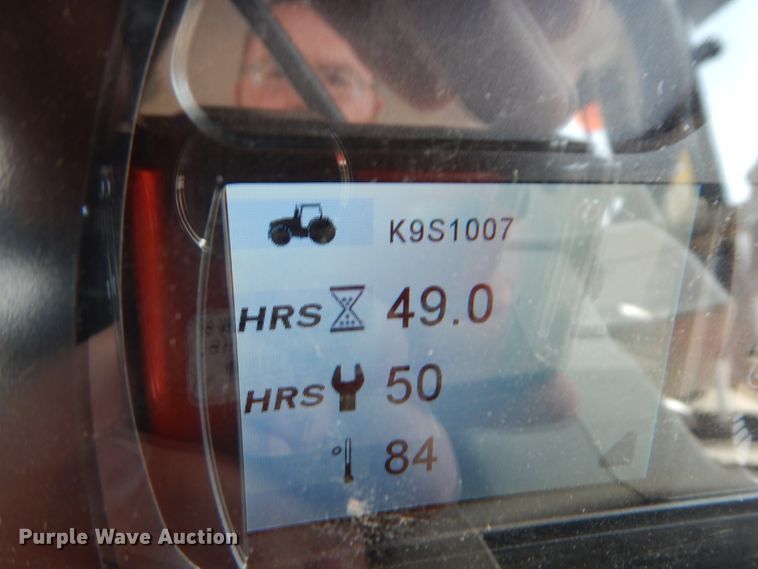 K9S1007
HRS 49.0
HRS 50
° 84
Purple Wave Auction